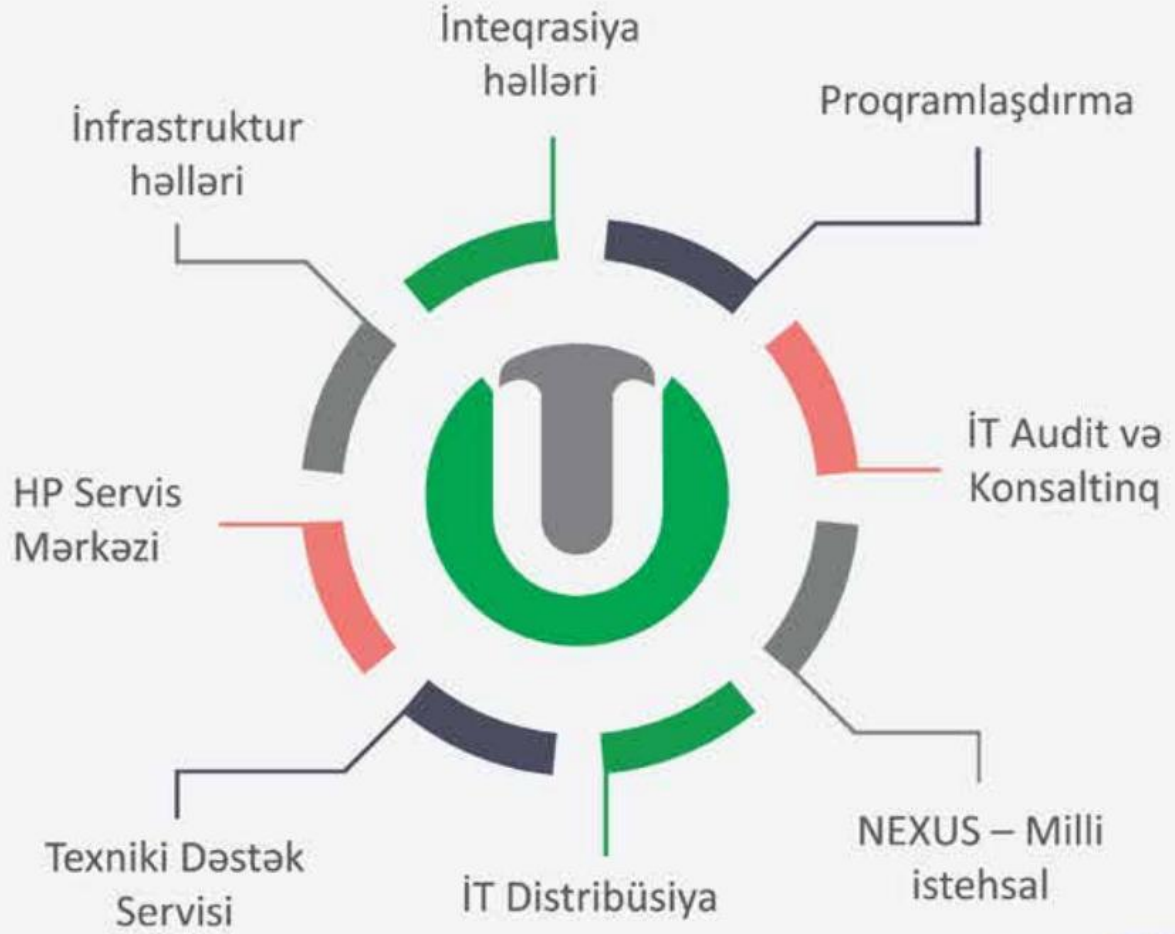 İnteqrasiya
həlləri
Proqramlaşdırma
İnfrastruktur
həlləri
İT Audit və
Konsaltinq
HP Servis
Mərkəzi
NEXUS – Milli
istehsal
Texniki Dəstək
Servisi
İT Distribüsiya